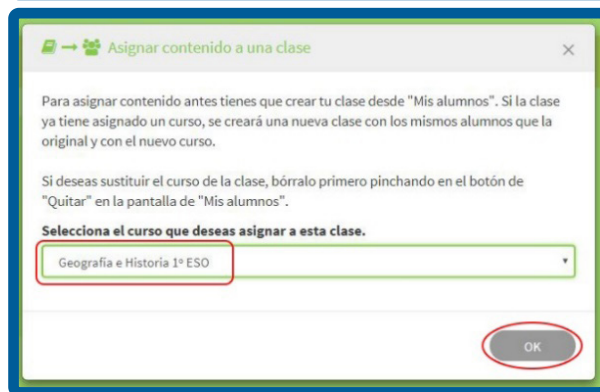 → Asignar contenido a una clase ×
Para asignar contenido antes tienes que crear tu clase desde "Mis alumnos". Si la clase
ya tiene asignado un curso, se creará una nueva clase con los mismos alumnos que la
original y con el nuevo curso.
Si deseas sustituir el curso de la clase, bórralo primero pinchando en el botón de
"Quitar" en la pantalla de "Mis alumnos".
Selecciona el curso que deseas asignar a esta clase.
Geografía e Historia 1º ESO
OK